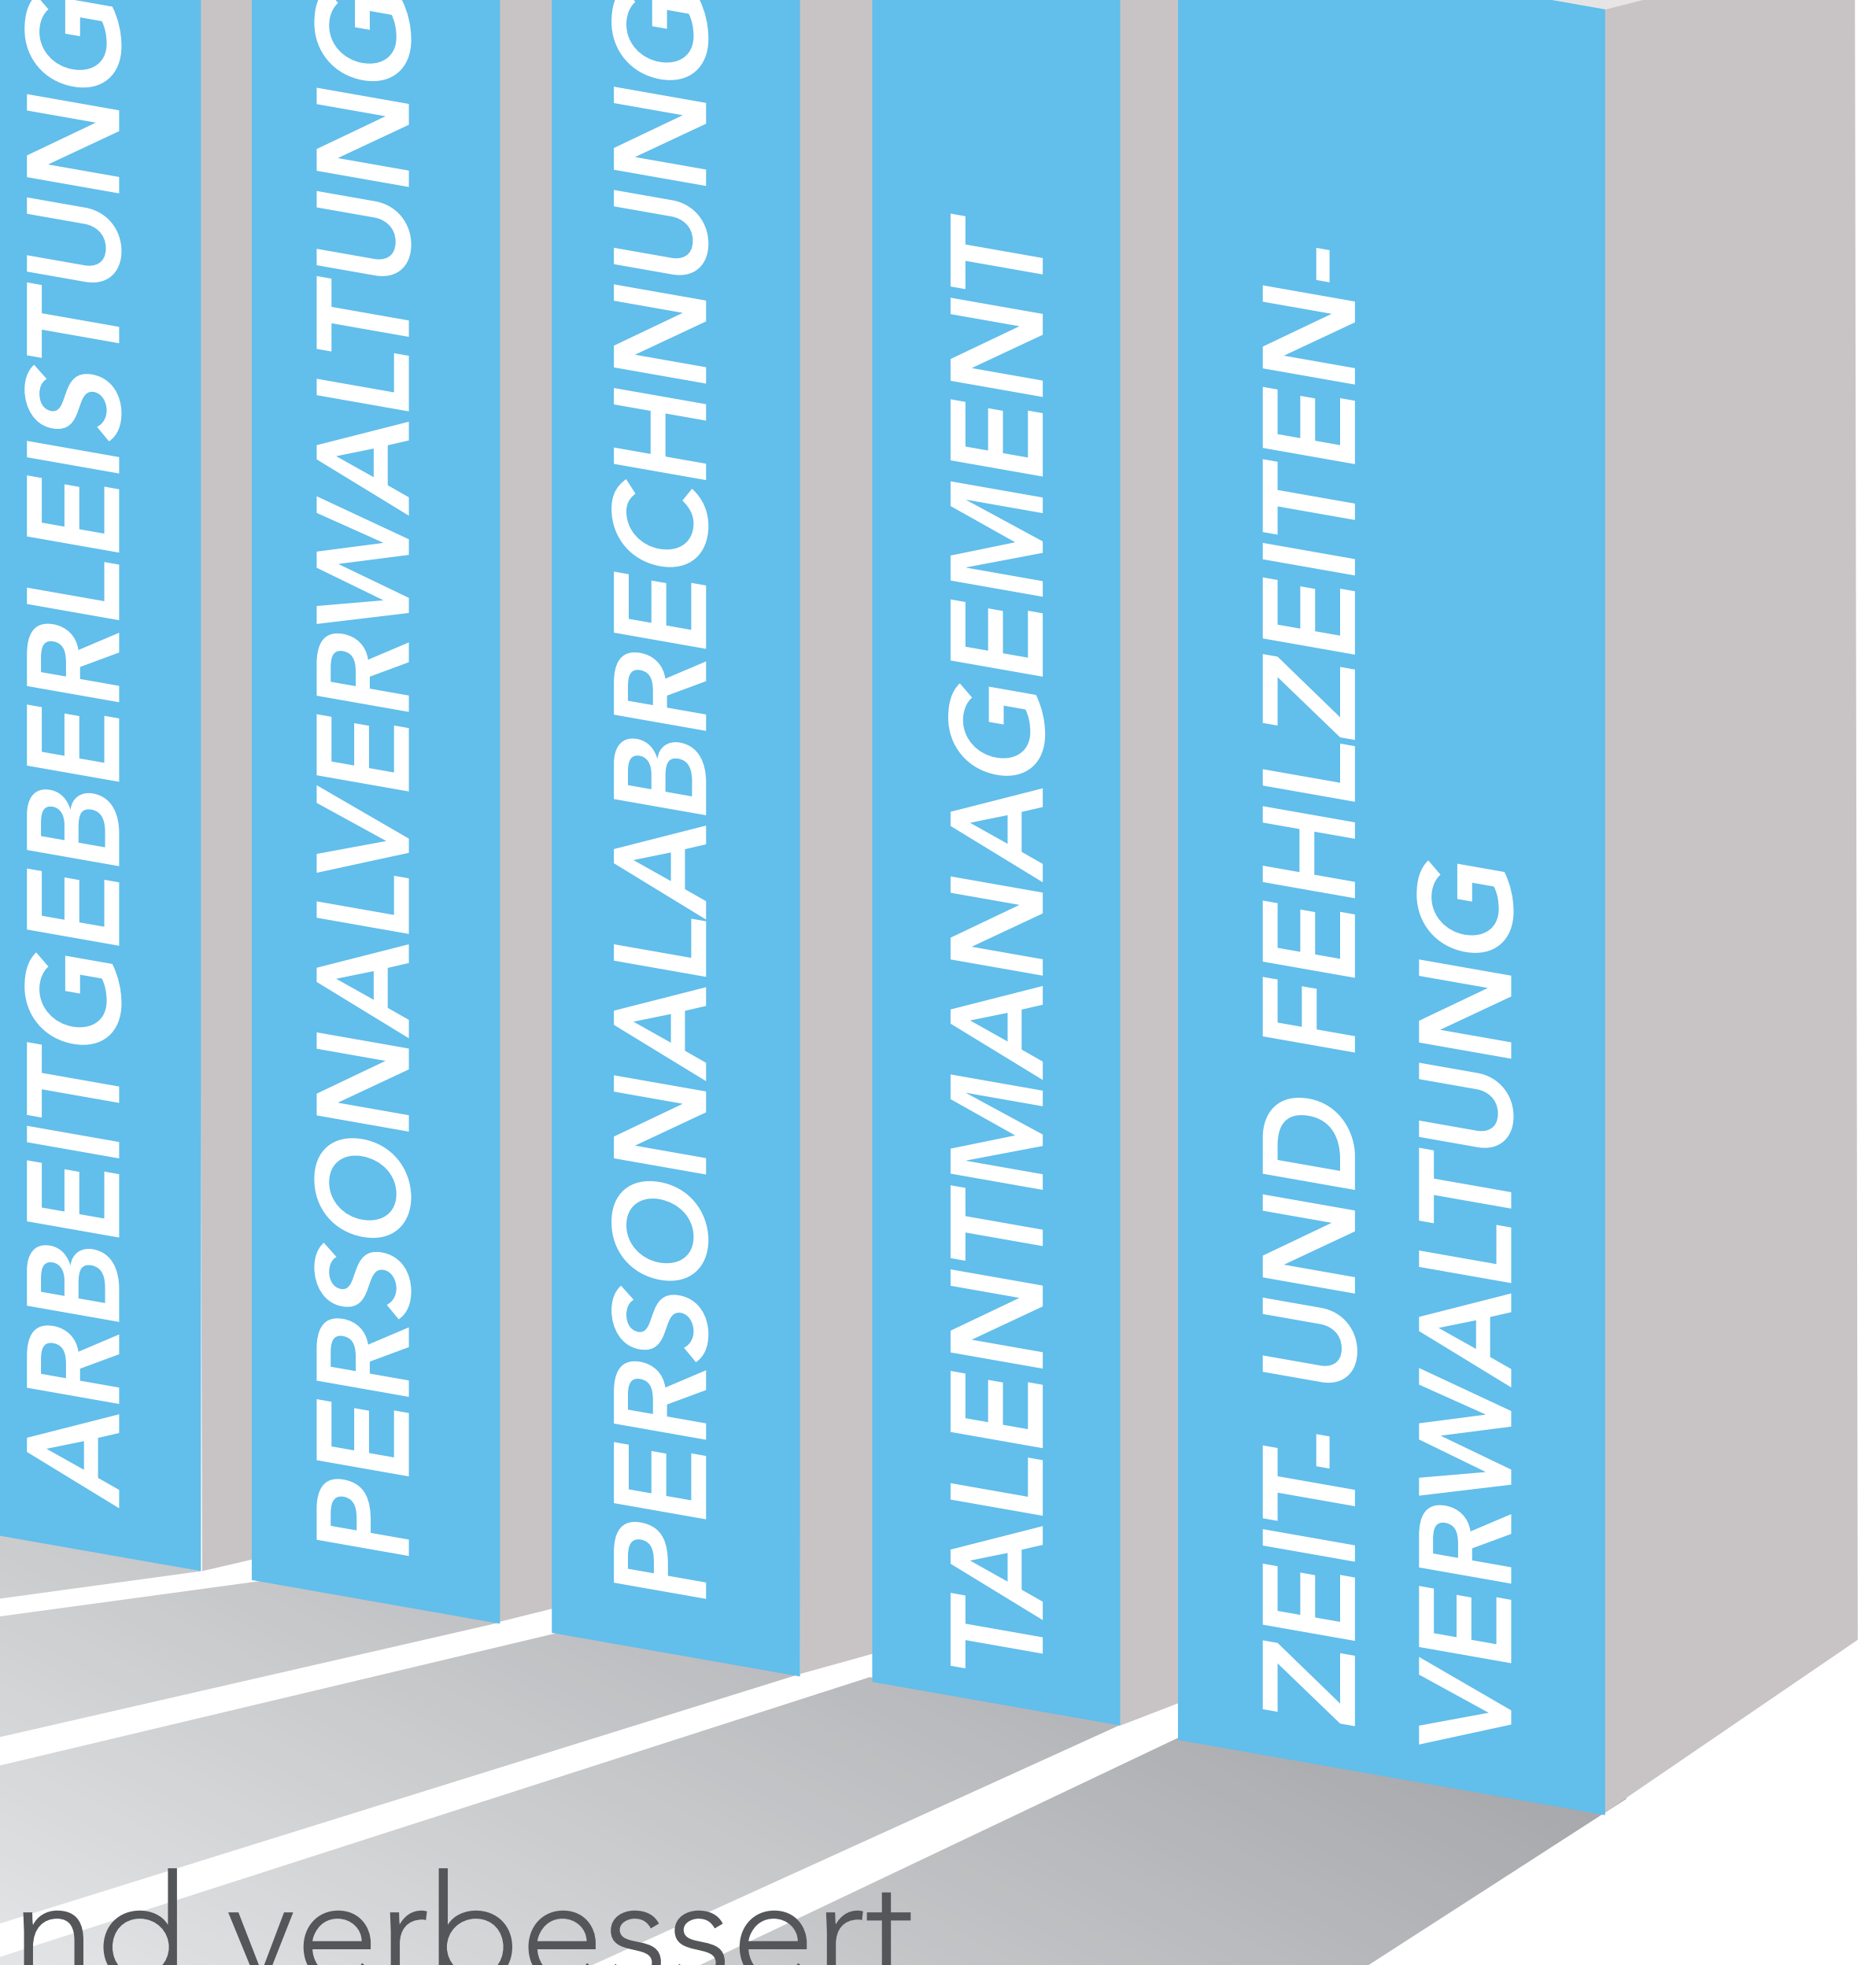 ARBEITGEBERLEISTUNG
PERSONALVERWALTUNG
PERSONALABRECHNUNG
TALENTMANAGEMENT
ZEIT- UND FEHLZEITEN-
VERWALTUNG
nd verbessert